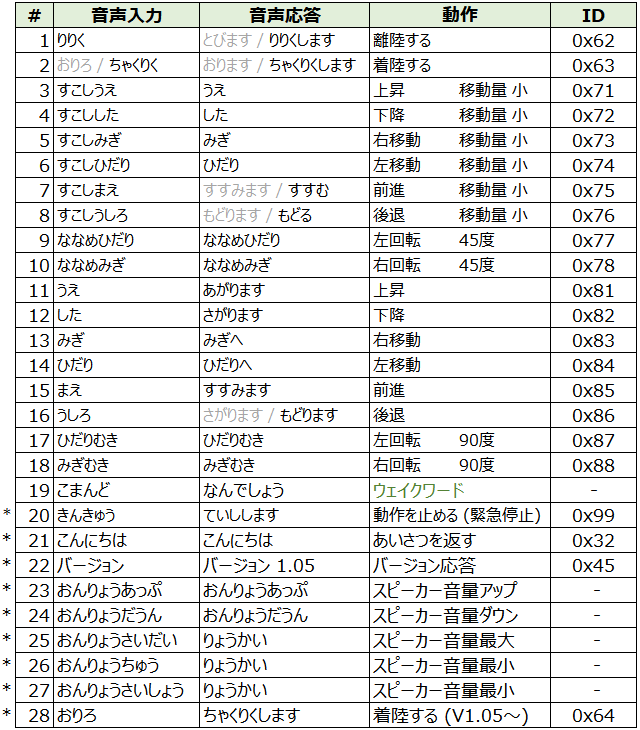 # 音声入力 音声応答 動作 ID
1 りりく とびます / りりくします 離陸する 0x62
2 おりろ / ちゃくりく おります / ちゃくりくします 着陸する 0x63
3 すこしうえ うえ 上昇 移動量 小 0x71
4 すこしした した 下降 移動量 小 0x72
5 すこしみぎ みぎ 右移動 移動量 小 0x73
6 すこしひだり ひだり 左移動 移動量 小 0x74
7 すこしまえ すすみます / すすむ 前進 移動量 小 0x75
8 すこしうしろ もどります / もどる 後退 移動量 小 0x76
9 ななめひだり ななめひだり 左回転 45度 0x77
10 ななめみぎ ななめみぎ 右回転 45度 0x78
11 うえ あがります 上昇 0x81
12 した さがります 下降 0x82
13 みぎ みぎへ 右移動 0x83
14 ひだり ひだりへ 左移動 0x84
15 まえ すすみます 前進 0x85
16 うしろ さがります / もどります 後退 0x86
17 ひだりむき ひだりむき 左回転 90度 0x87
18 みぎむき みぎむき 右回転 90度 0x88
19 こまんど なんでしょう ウェイクワード -
* 20 きんきゅう ていしします 動作を止める (緊急停止) 0x99
* 21 こんにちは こんにちは あいさつを返す 0x32
* 22 バージョン バージョン 1.05 バージョン応答 0x45
* 23 おんりょうあっぷ おんりょうあっぷ スピーカー音量アップ -
* 24 おんりょうだうん おんりょうだうん スピーカー音量ダウン -
* 25 おんりょうさいだい りょうかい スピーカー音量最大 -
* 26 おんりょうちゅう りょうかい スピーカー音量最小 -
* 27 おんりょうさいしょう りょうかい スピーカー音量最小 -
* 28 おりろ ちゃくりくします 着陸する (V1.05～) 0x64